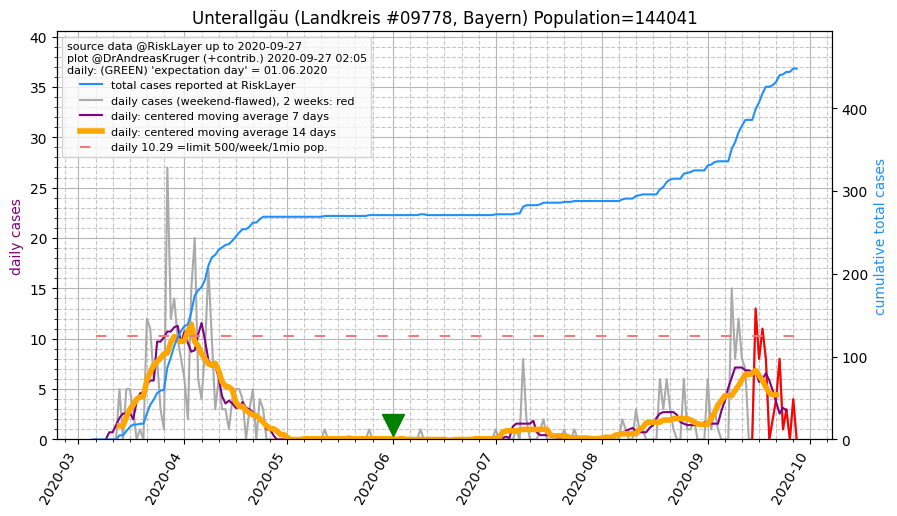 Unterallgäu (Landkreis #09778, Bayern) Population=144041
source data @RiskLayer up to 2020-09-27
plot @DrAndreasKruger (+contrib.) 2020-09-27 02:05
daily: (GREEN) 'expectation day' = 01.06.2020
total cases reported at RiskLayer
daily cases (weekend-flawed), 2 weeks: red
daily: centered moving average 7 days
daily: centered moving average 14 days
daily 10.29 =limit 500/week/1mio pop.
daily cases
40
35
30
25
20
15
10
5
0
cumulative total cases
400
300
200
100
0
2020-03
2020-04
2020-05
2020-06
2020-07
2020-08
2020-09
2020-10